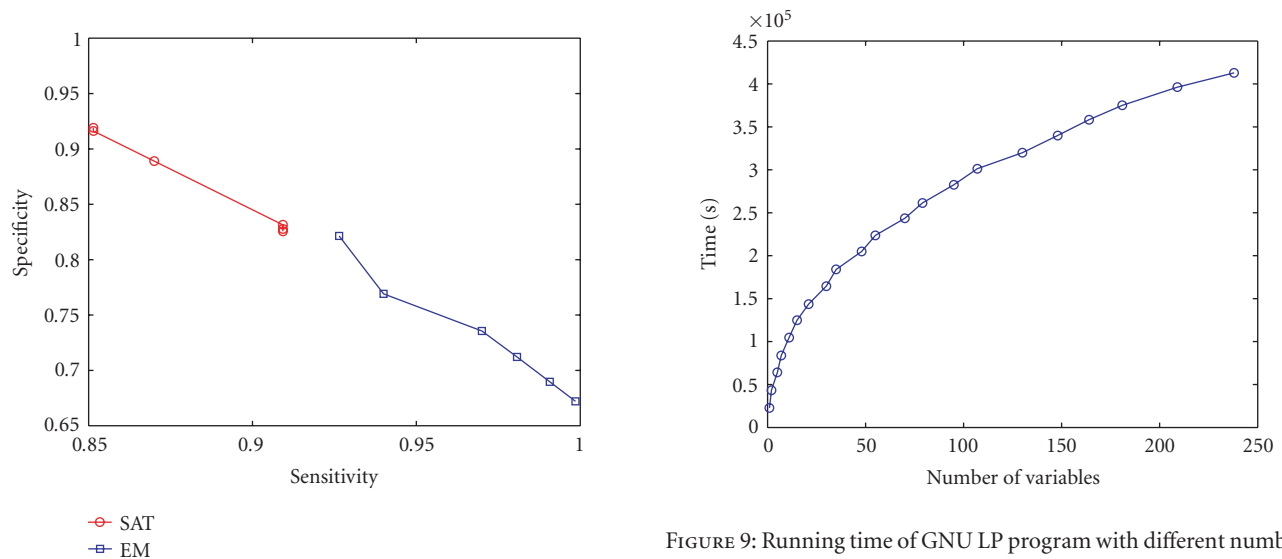 1
0.95
0.9
0.85
0.8
0.75
0.7
0.65
Specificity
0.85 0.9 0.95 1
Sensitivity
SAT
EM
×10⁵
4.5
4
3.5
3
2.5
2
1.5
1
0.5
0
Time (s)
0 50 100 150 200 250
Number of variables
FIGURE 9: Running time of GNU LP program with different numb